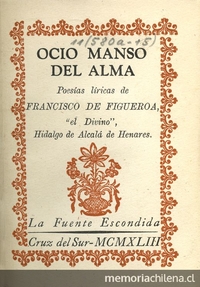 OCIO MANSO
DEL ALMA
11/580a-15)
Poesías líricas de
FRANCISCO DE FIGUEROA,
"el Divino",
Hidalgo de Alcalá de Henares.
La Fuente Escondida
Cruz del Sur-MCMXLIII
memoriachilena.cl